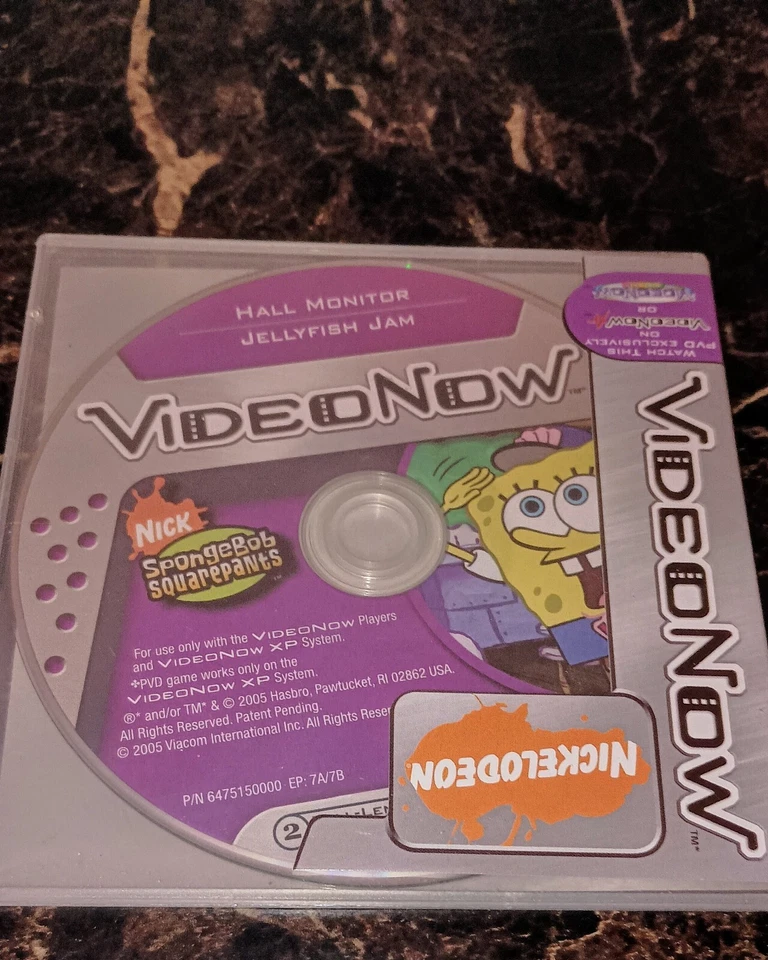 HALL MONITOR
JELLYFISH JAM
VIDEONOW™
NICK
SpongeBob
SQUAREPANTS
For use only with the VIDEONOW Players
and VIDEONOW XP System.
✤PVD game works only on the
VIDEONOW XP System.
®* and/or TM* & © 2005 Hasbro, Pawtucket, RI 02862 USA.
All Rights Reserved. Patent Pending.
© 2005 Viacom International Inc. All Rights Rese
P/N 6475150000 EP: 7A/7B
2
WATCH THIS
PVD EXCLUSIVELY
ON
VIDEONOW
OR
VIDEONOW
VIDEONOW
TM*
NICKELODEON